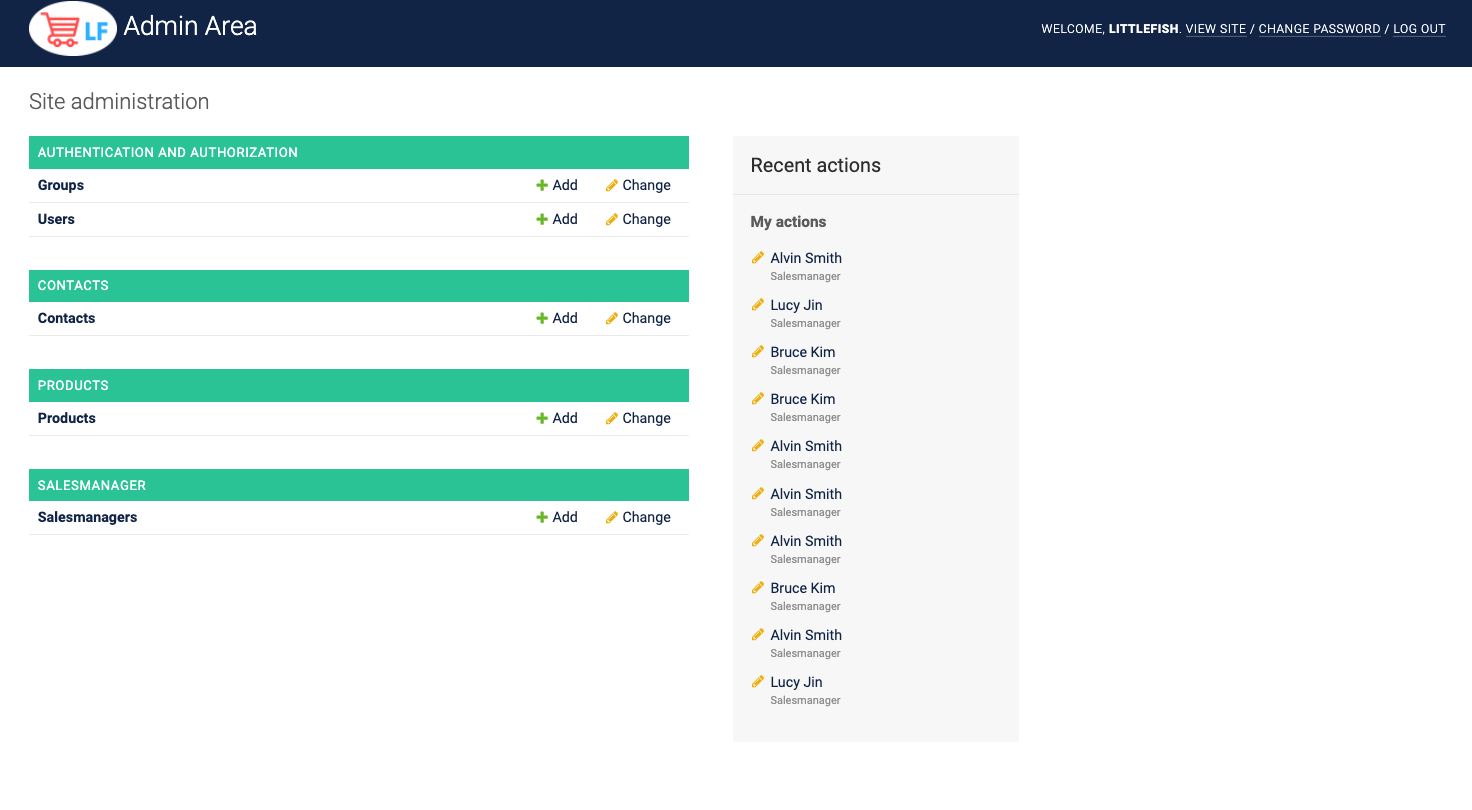 LF Admin Area
WELCOME, LITTLEFISH. VIEW SITE / CHANGE PASSWORD / LOG OUT
Site administration
AUTHENTICATION AND AUTHORIZATION
Groups Add Change
Users Add Change
CONTACTS
Contacts Add Change
PRODUCTS
Products Add Change
SALESMANAGER
Salesmanagers Add Change
Recent actions
My actions
Alvin Smith
Salesmanager
Lucy Jin
Salesmanager
Bruce Kim
Salesmanager
Bruce Kim
Salesmanager
Alvin Smith
Salesmanager
Alvin Smith
Salesmanager
Alvin Smith
Salesmanager
Bruce Kim
Salesmanager
Alvin Smith
Salesmanager
Lucy Jin
Salesmanager